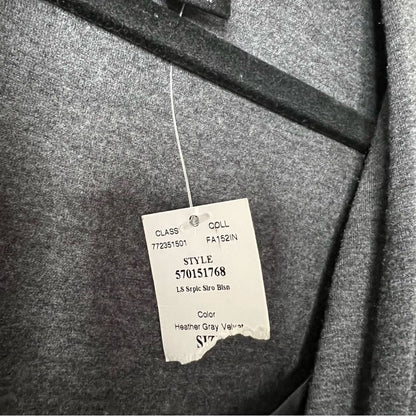 CLASS COLL
772351501 FA152IN
STYLE
570151768
LS Srplc Siro Blsn
Color
Heather Gray Velvet